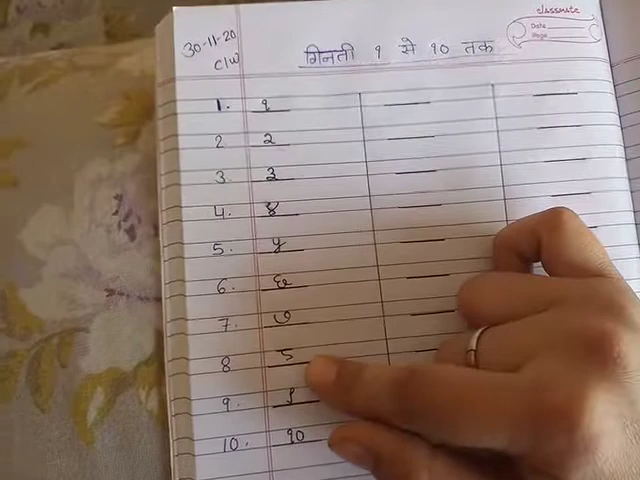 classmate
Date
Page
30-11-20
C/W
गिनती १ से १० तक
1. १
2 २
3 ३
4. ४
5. ५
6. ६
7. ७
8 ८
9. ९
10. १०